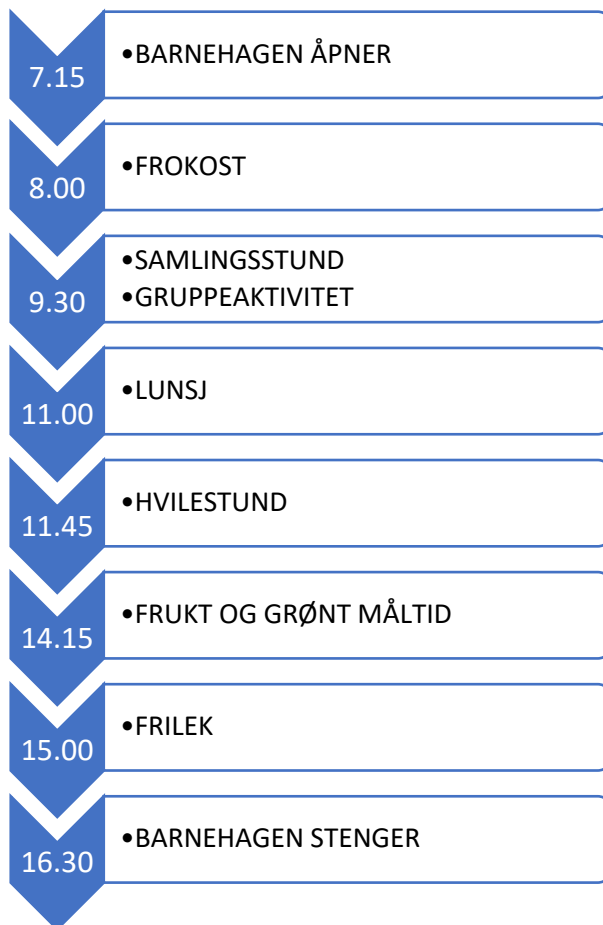 7.15
•BARNEHAGEN ÅPNER
8.00
•FROKOST
9.30
•SAMLINGSSTUND
•GRUPPEAKTIVITET
11.00
•LUNSJ
11.45
•HVILESTUND
14.15
•FRUKT OG GRØNT MÅLTID
15.00
•FRILEK
16.30
•BARNEHAGEN STENGER